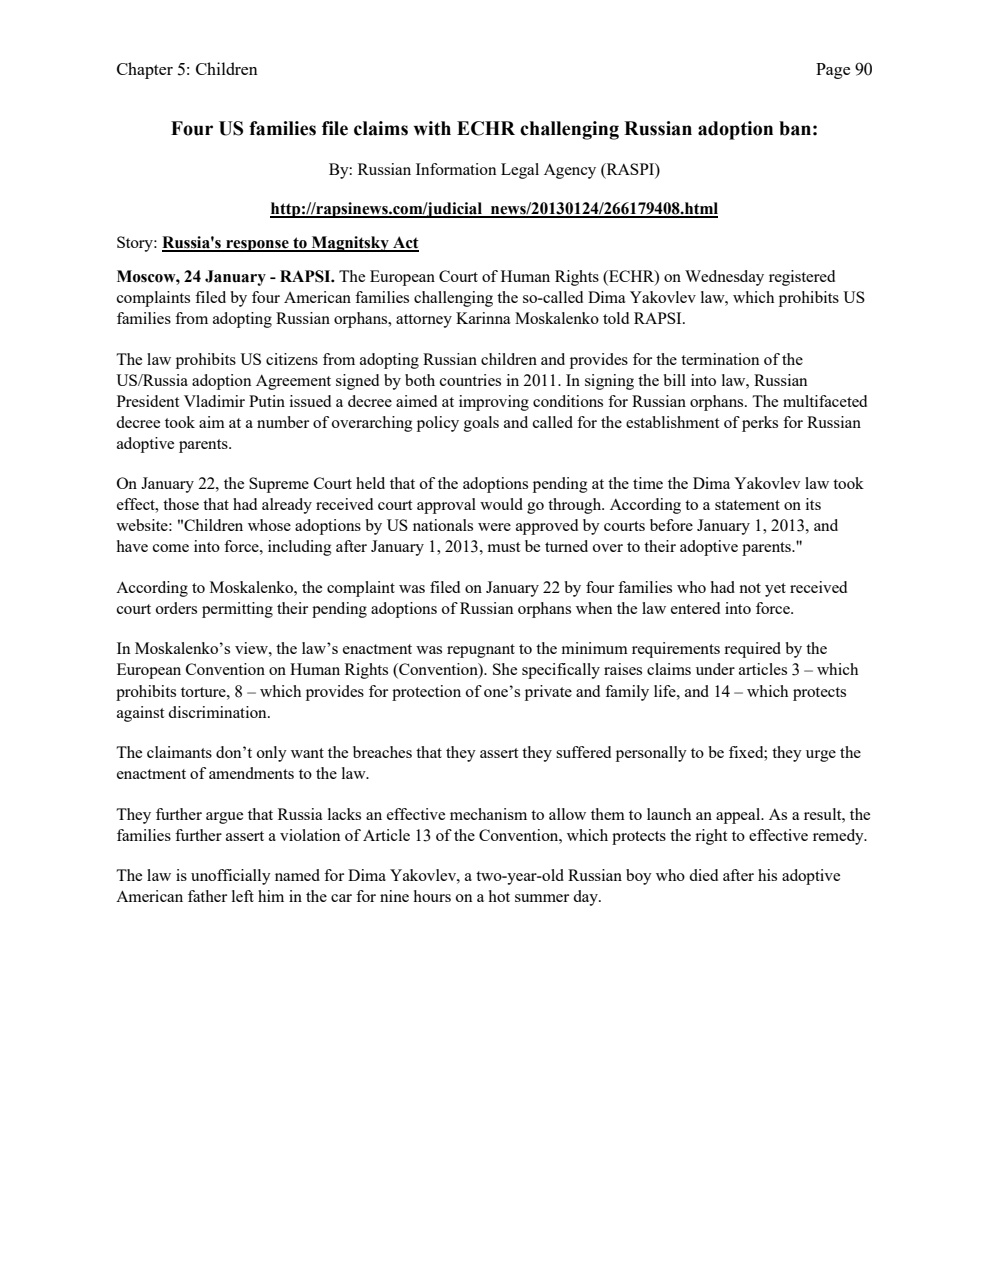 Chapter 5: Children Page 90
Four US families file claims with ECHR challenging Russian adoption ban:
By: Russian Information Legal Agency (RASPI)
http://rapsinews.com/judicial_news/20130124/266179408.html
Story: Russia's response to Magnitsky Act
Moscow, 24 January - RAPSI. The European Court of Human Rights (ECHR) on Wednesday registered
complaints filed by four American families challenging the so-called Dima Yakovlev law, which prohibits US
families from adopting Russian orphans, attorney Karinna Moskalenko told RAPSI.
The law prohibits US citizens from adopting Russian children and provides for the termination of the
US/Russia adoption Agreement signed by both countries in 2011. In signing the bill into law, Russian
President Vladimir Putin issued a decree aimed at improving conditions for Russian orphans. The multifaceted
decree took aim at a number of overarching policy goals and called for the establishment of perks for Russian
adoptive parents.
On January 22, the Supreme Court held that of the adoptions pending at the time the Dima Yakovlev law took
effect, those that had already received court approval would go through. According to a statement on its
website: "Children whose adoptions by US nationals were approved by courts before January 1, 2013, and
have come into force, including after January 1, 2013, must be turned over to their adoptive parents."
According to Moskalenko, the complaint was filed on January 22 by four families who had not yet received
court orders permitting their pending adoptions of Russian orphans when the law entered into force.
In Moskalenko’s view, the law’s enactment was repugnant to the minimum requirements required by the
European Convention on Human Rights (Convention). She specifically raises claims under articles 3 – which
prohibits torture, 8 – which provides for protection of one’s private and family life, and 14 – which protects
against discrimination.
The claimants don’t only want the breaches that they assert they suffered personally to be fixed; they urge the
enactment of amendments to the law.
They further argue that Russia lacks an effective mechanism to allow them to launch an appeal. As a result, the
families further assert a violation of Article 13 of the Convention, which protects the right to effective remedy.
The law is unofficially named for Dima Yakovlev, a two-year-old Russian boy who died after his adoptive
American father left him in the car for nine hours on a hot summer day.